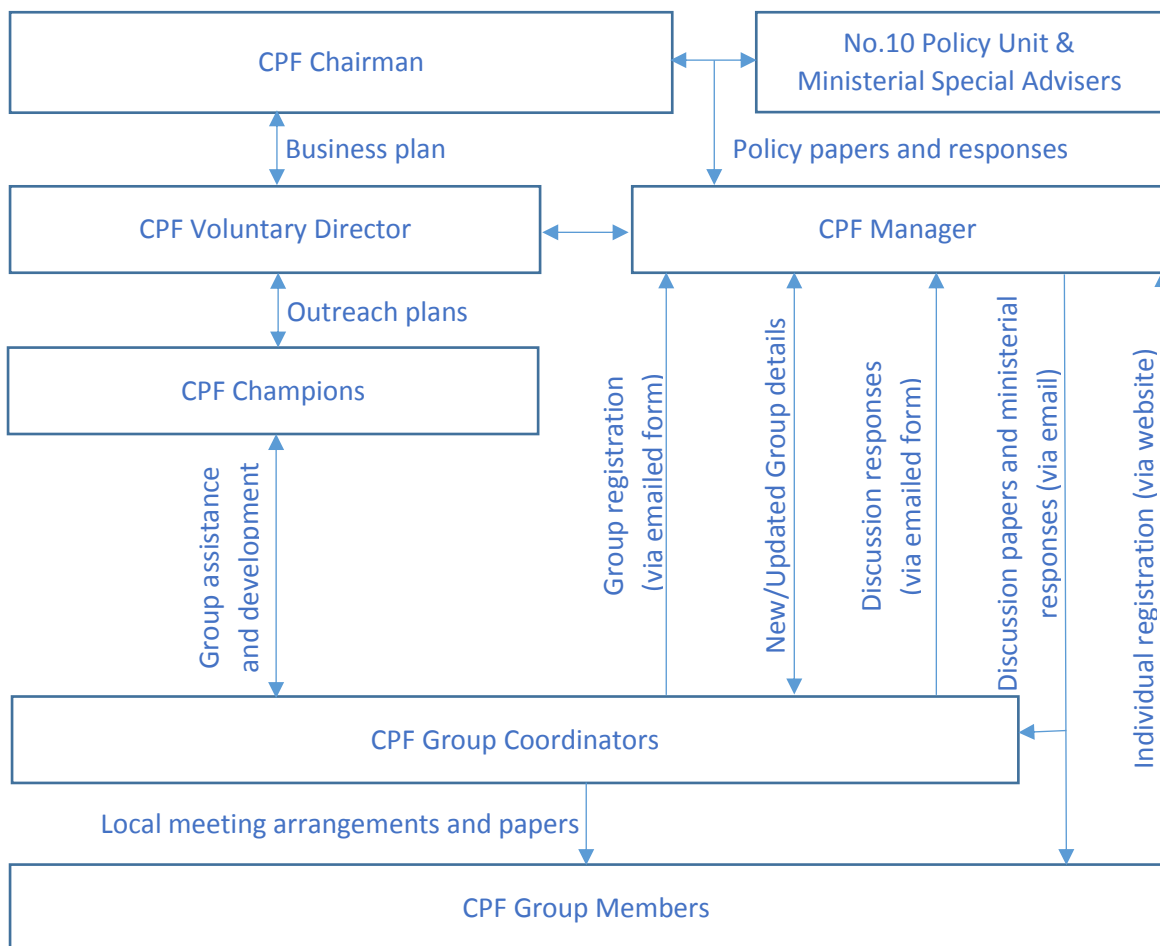 CPF Chairman
No.10 Policy Unit &
Ministerial Special Advisers
Business plan
Policy papers and responses
CPF Voluntary Director
CPF Manager
Outreach plans
CPF Champions
Group assistance
and development
Group registration
(via emailed form)
New/Updated Group details
Discussion responses
(via emailed form)
Discussion papers and ministerial
responses (via email)
Individual registration (via website)
CPF Group Coordinators
Local meeting arrangements and papers
CPF Group Members